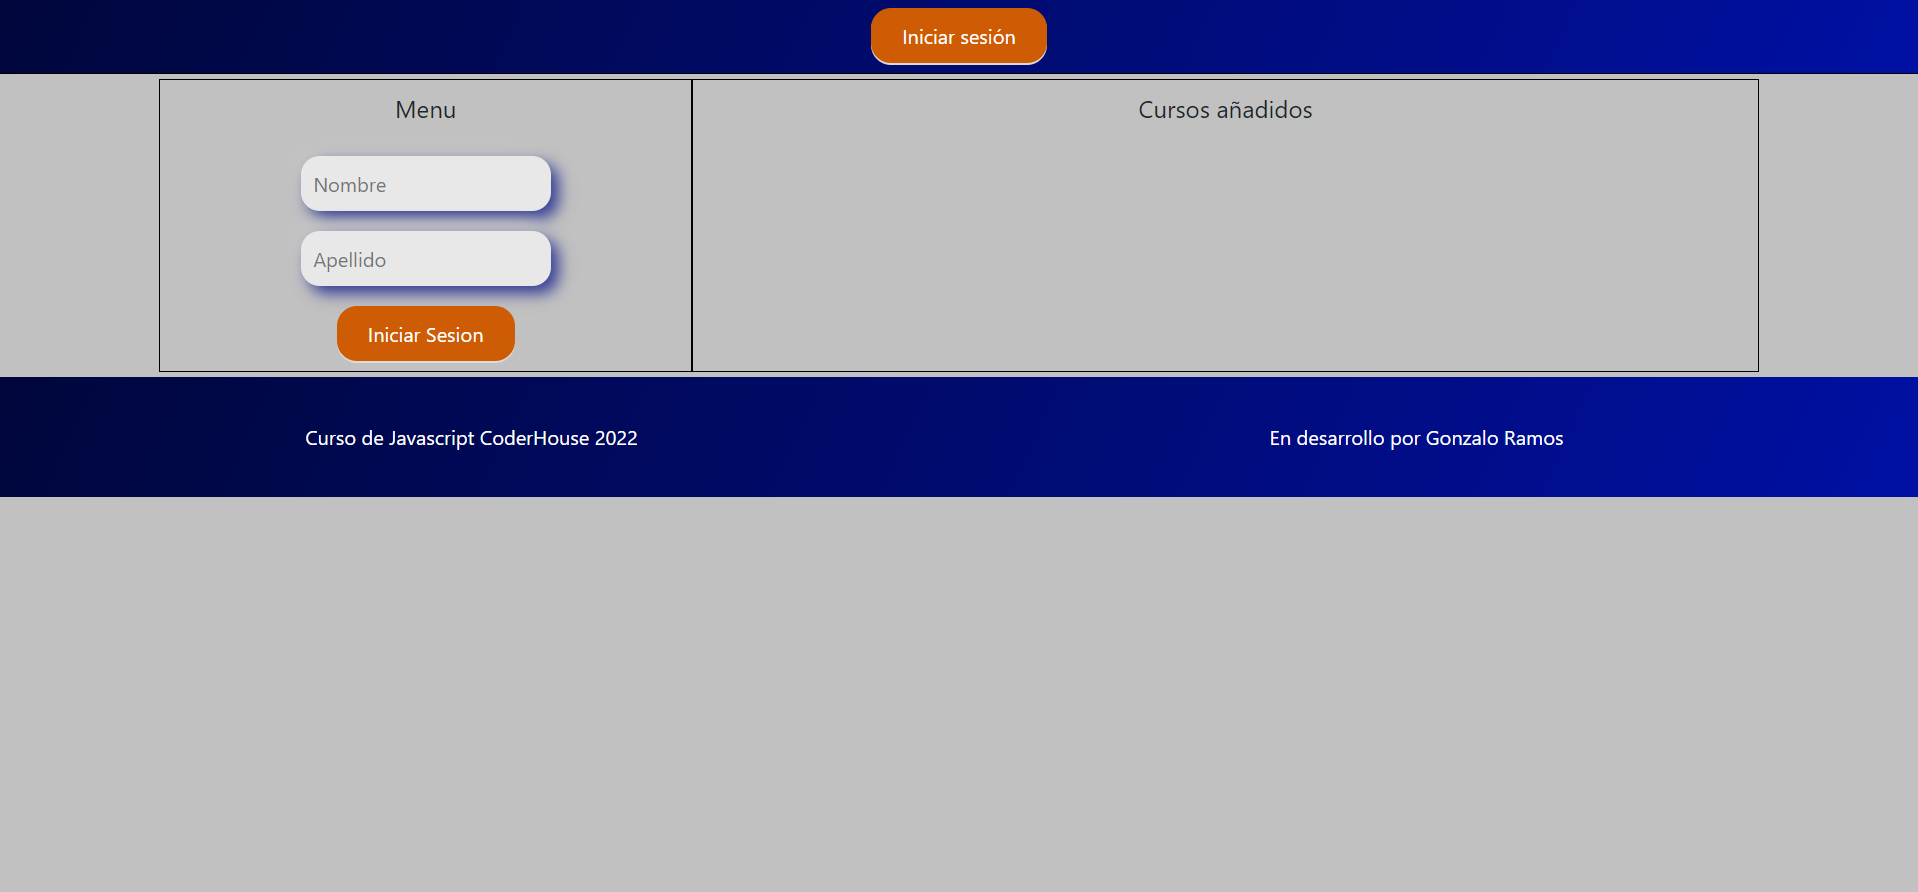 Iniciar sesión
Menu
Cursos añadidos
Nombre
Apellido
Iniciar Sesion
Curso de Javascript CoderHouse 2022
En desarrollo por Gonzalo Ramos